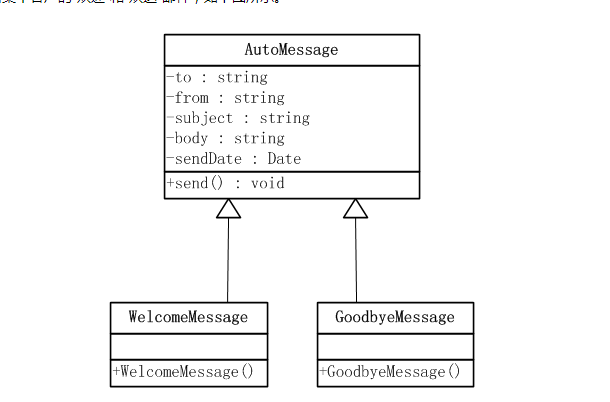 AutoMessage
-to : string
-from : string
-subject : string
-body : string
-sendDate : Date
+send() : void
WelcomeMessage
+WelcomeMessage()
GoodbyeMessage
+GoodbyeMessage()